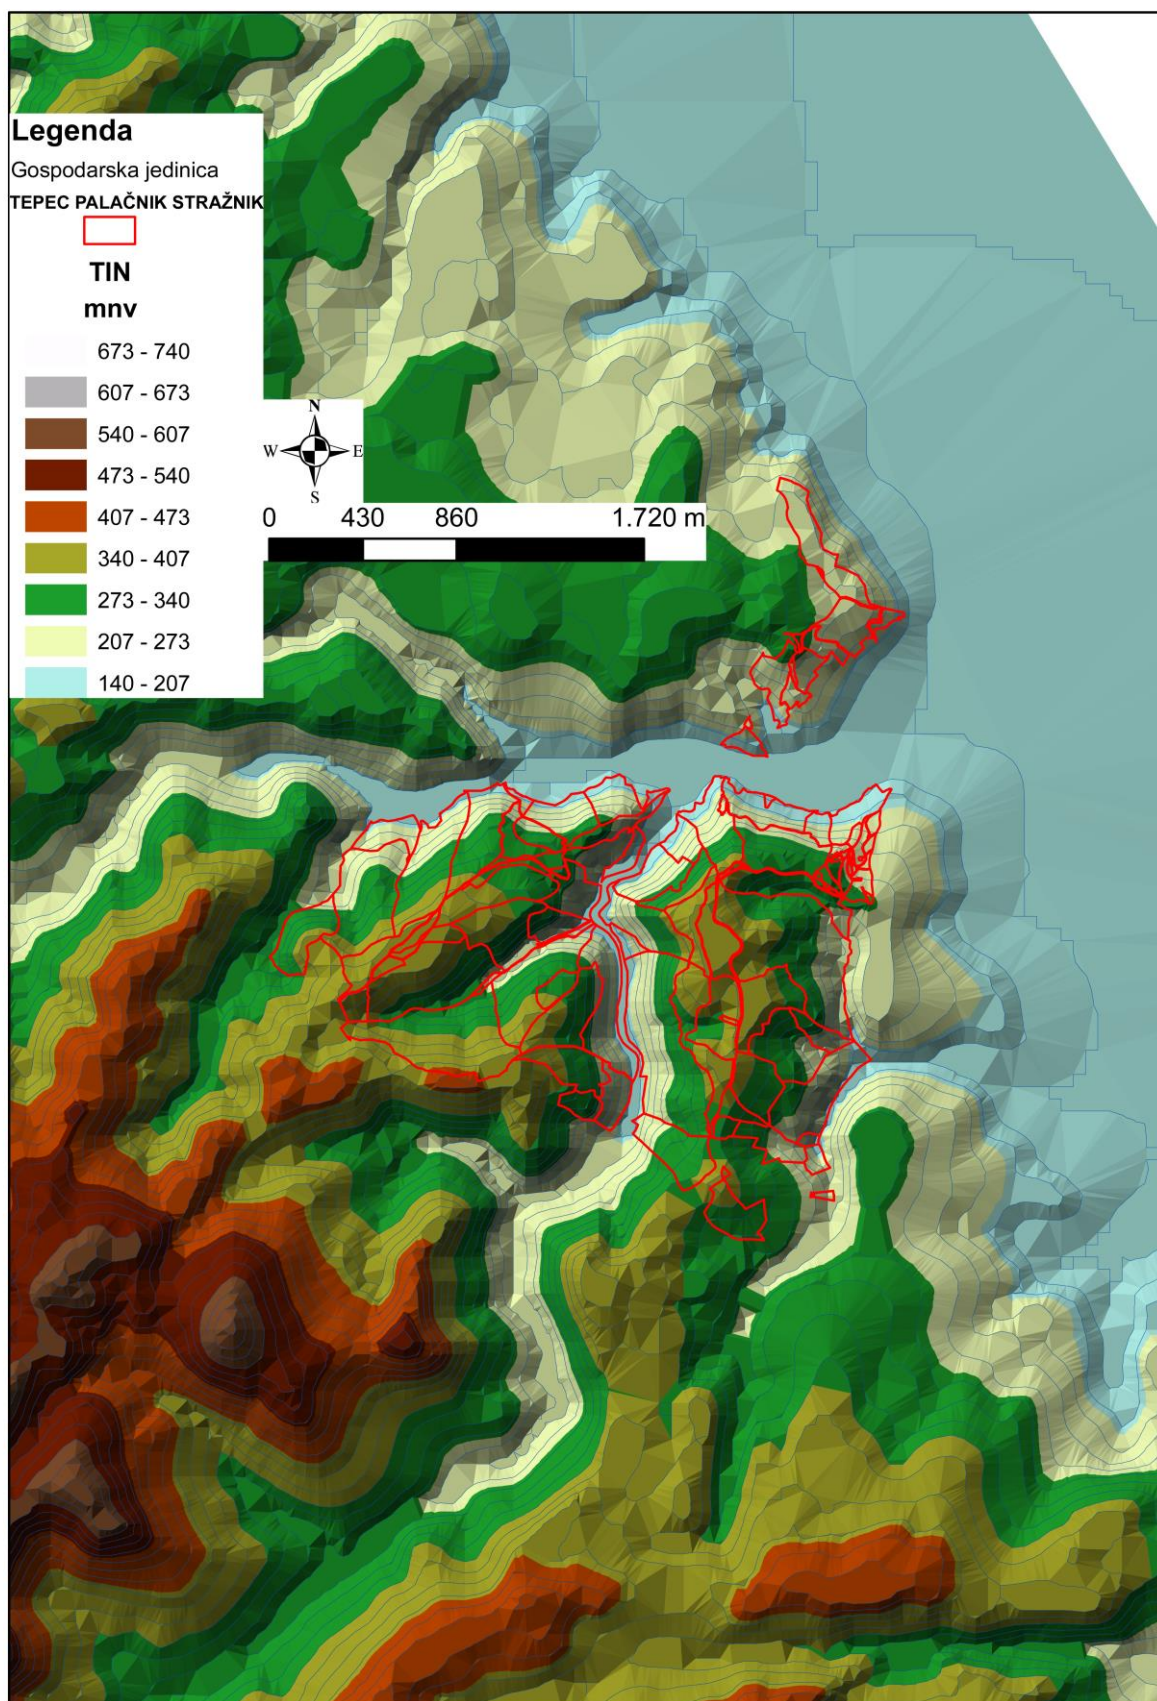 Legenda
Gospodarska jedinica
TEPEC PALAČNIK STRAŽNIK
TIN
mnv
673 - 740
607 - 673
540 - 607
473 - 540
407 - 473
340 - 407
273 - 340
207 - 273
140 - 207
N
W E
S
0 430 860 1.720 m